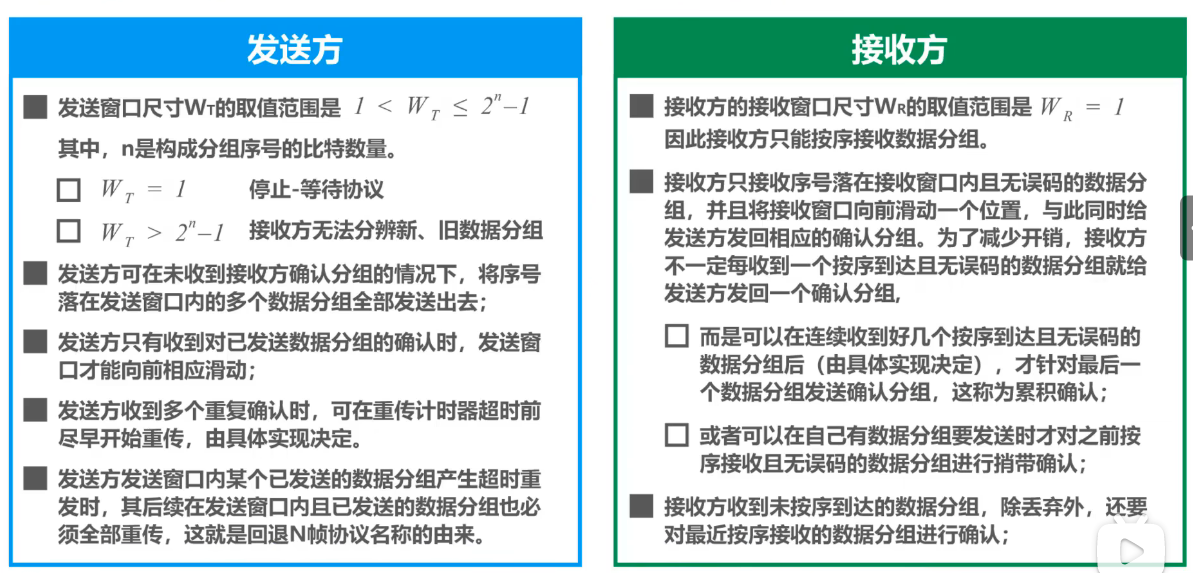 发送方
发送窗口尺寸WT的取值范围是 1 < W_T ≤ 2^n–1
其中，n是构成分组序号的比特数量。
W_T = 1 停止-等待协议
W_T > 2^n–1 接收方无法分辨新、旧数据分组
发送方可在未收到接收方确认分组的情况下，将序号
落在发送窗口内的多个数据分组全部发送出去；
发送方只有收到对已发送数据分组的确认时，发送窗
口才能向前相应滑动；
发送方收到多个重复确认时，可在重传计时器超时前
尽早开始重传，由具体实现决定。
发送方发送窗口内某个已发送的数据分组产生超时重
发时，其后续在发送窗口内且已发送的数据分组也必
须全部重传，这就是回退N帧协议名称的由来。
接收方
接收方的接收窗口尺寸WR的取值范围是 W_R = 1
因此接收方只能按序接收数据分组。
接收方只接收序号落在接收窗口内且无误码的数据分
组，并且将接收窗口向前滑动一个位置，与此同时给
发送方发回相应的确认分组。为了减少开销，接收方
不一定每收到一个按序到达且无误码的数据分组就给
发送方发回一个确认分组,
而是可以在连续收到好几个按序到达且无误码的
数据分组后（由具体实现决定），才针对最后一
个数据分组发送确认分组，这称为累积确认；
或者可以在自己有数据分组要发送时才对之前按
序接收且无误码的数据分组进行捎带确认；
接收方收到未按序到达的数据分组，除丢弃外，还要
对最近按序接收的数据分组进行确认；